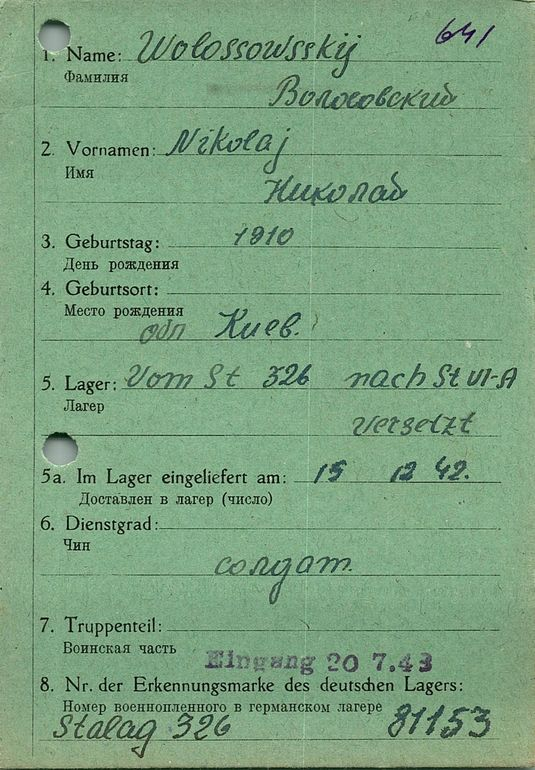 641
1. Name: Wolossowsskij
Фамилия
Волосовский
2. Vornamen: Nikolaj
Имя
Николай
3. Geburtstag: 1910
День рождения
4. Geburtsort:
Место рождения
обл Киев.
5. Lager: Vom St 326 nach St VI-A
Лагер
versetzt
5a. Im Lager eingeliefert am: 15 12 42.
Доставлен в лагер (число)
6. Dienstgrad:
Чин
солдат.
7. Truppenteil:
Воинская часть
Eingang 20 7.43
8. Nr. der Erkennungsmarke des deutschen Lagers:
Номер военнопленного в германском лагере
Stalag 326 81153